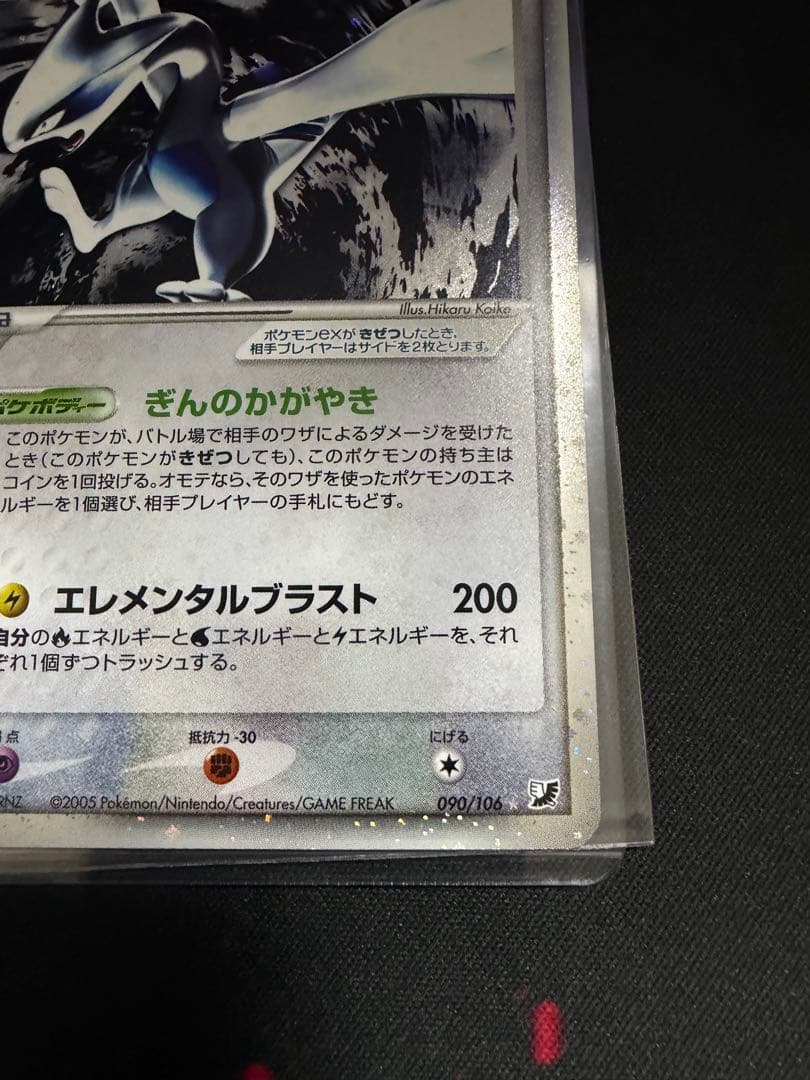 Illus.Hikaru Koike
ポケモンexが きぜつしたとき、
相手プレイヤーはサイドを2枚とります。
ポケボディー ぎんのかがやき
このポケモンが、バトル場で相手のワザによるダメージを受けた
とき(このポケモンがきぜつしても)、このポケモンの持ち主は
コインを1回投げる。オモテなら、そのワザを使ったポケモンのエネ
ルギーを1個選び、相手プレイヤーの手札にもどす。
エレメンタルブラスト 200
自分のエネルギーとエネルギーとエネルギーを、それ
ぞれ1個ずつトラッシュする。
点 抵抗力 -30 にげる
RNZ ©2005 Pokémon/Nintendo/Creatures/GAME FREAK 090/106